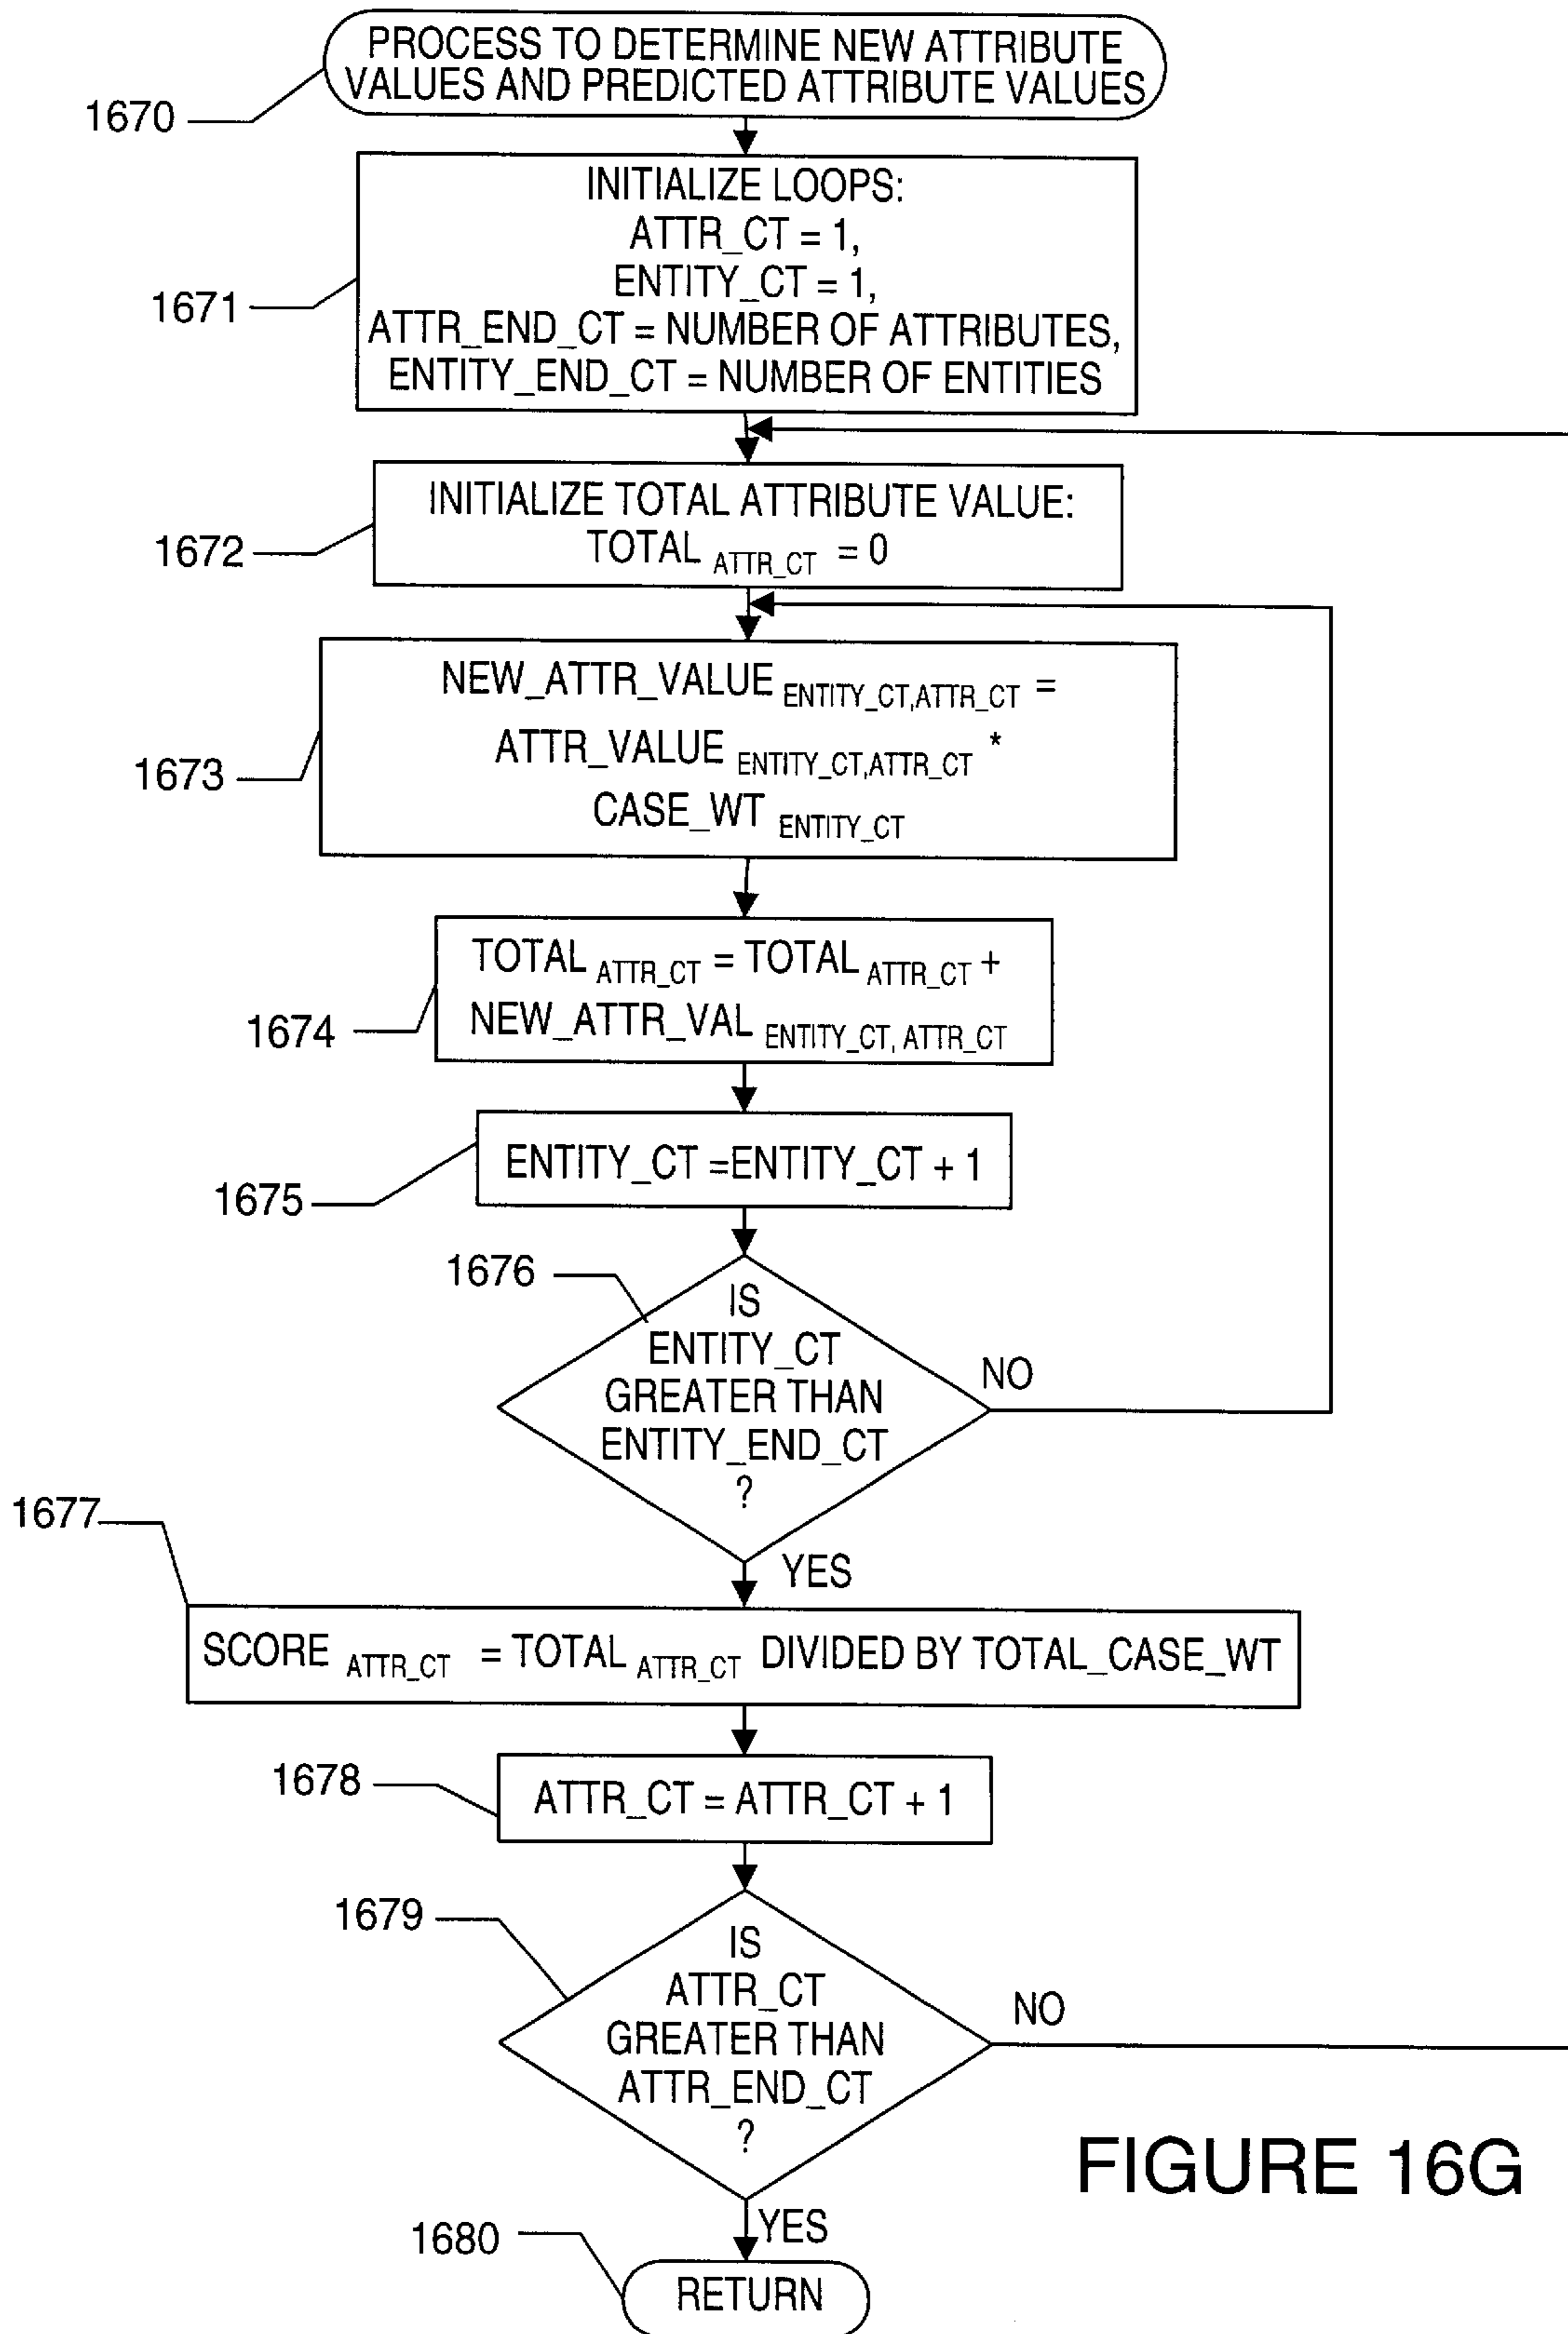 PROCESS TO DETERMINE NEW ATTRIBUTE
VALUES AND PREDICTED ATTRIBUTE VALUES
1670
INITIALIZE LOOPS:
ATTR_CT = 1,
ENTITY_CT = 1,
ATTR_END_CT = NUMBER OF ATTRIBUTES,
ENTITY_END_CT = NUMBER OF ENTITIES
1671
INITIALIZE TOTAL ATTRIBUTE VALUE:
TOTAL ATTR_CT = 0
1672
NEW_ATTR_VALUE ENTITY_CT,ATTR_CT =
ATTR_VALUE ENTITY_CT,ATTR_CT *
CASE_WT ENTITY_CT
1673
TOTAL ATTR_CT = TOTAL ATTR_CT +
NEW_ATTR_VAL ENTITY_CT, ATTR_CT
1674
ENTITY_CT =ENTITY_CT + 1
1675
1676
IS
ENTITY_CT
GREATER THAN
ENTITY_END_CT
?
NO
YES
1677
SCORE ATTR_CT = TOTAL ATTR_CT DIVIDED BY TOTAL_CASE_WT
1678
ATTR_CT = ATTR_CT + 1
1679
IS
ATTR_CT
GREATER THAN
ATTR_END_CT
?
NO
YES
1680
RETURN
FIGURE 16G